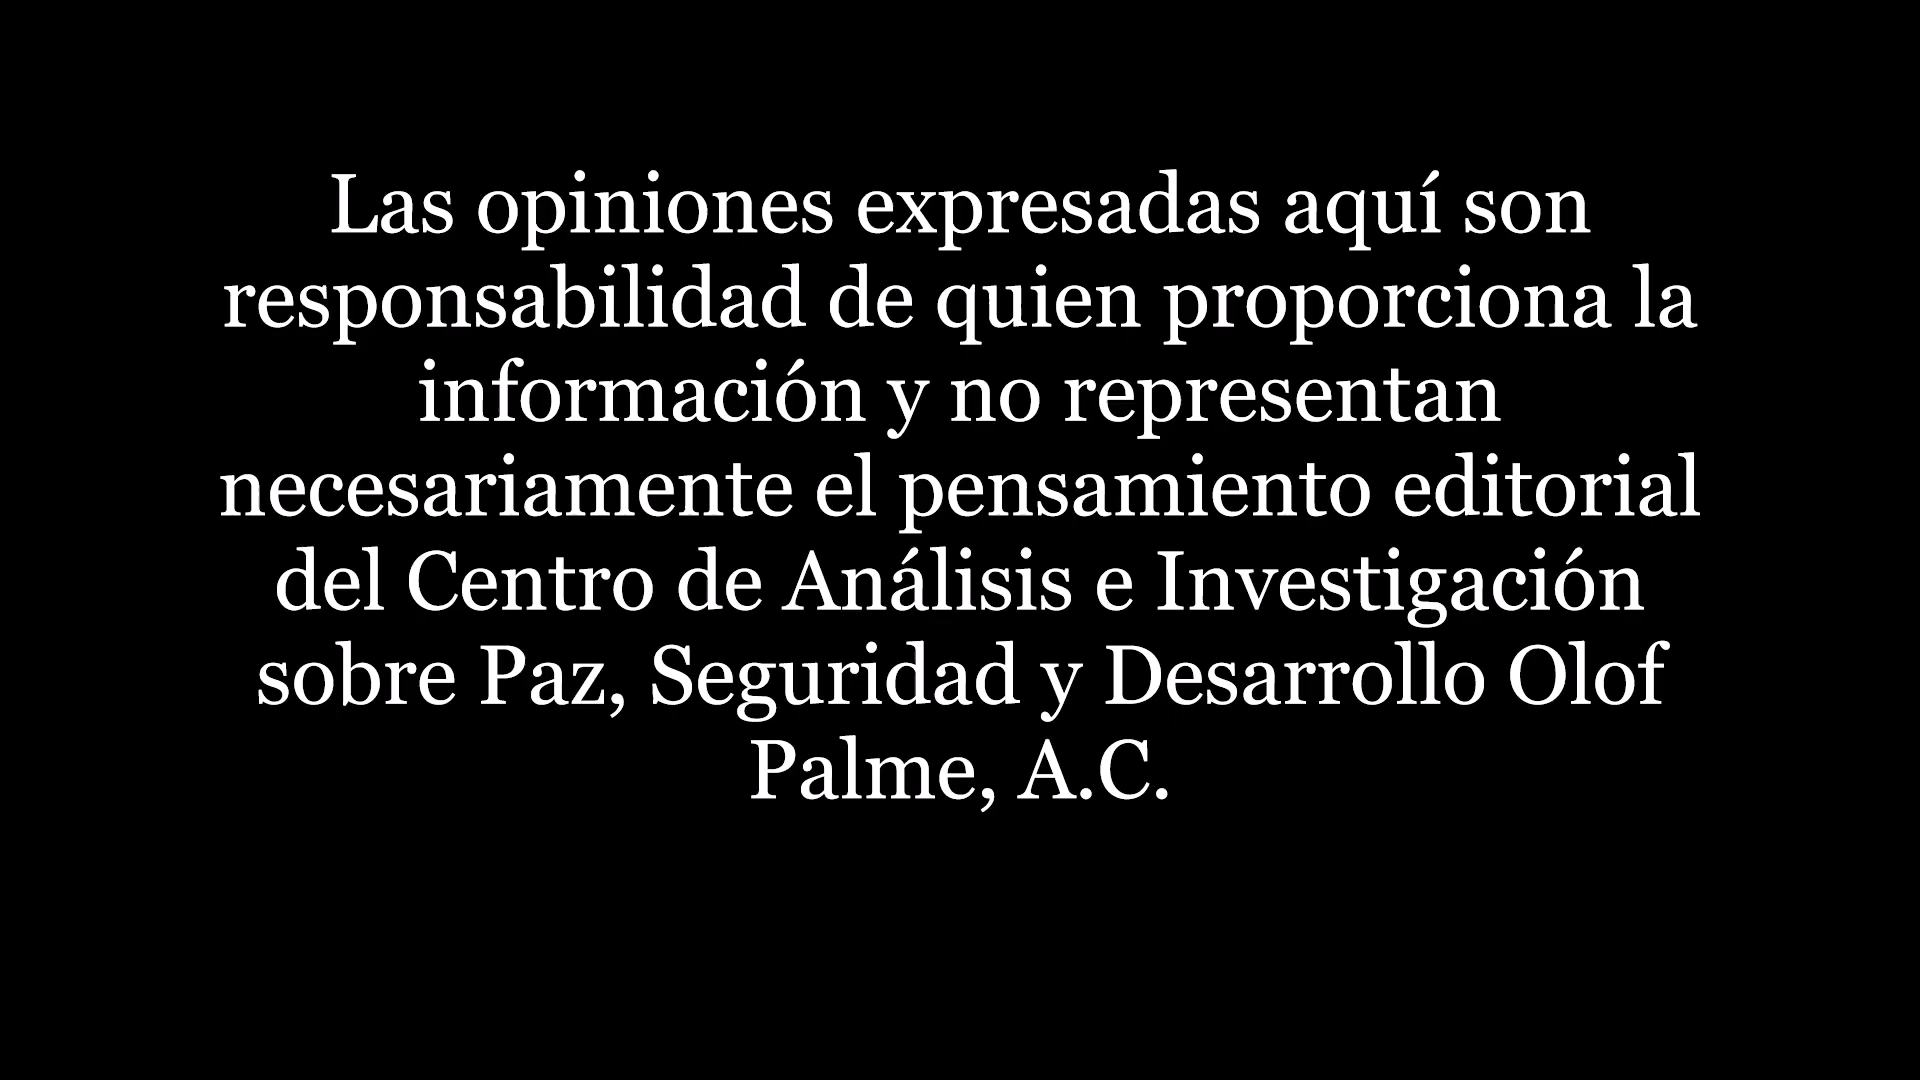 Las opiniones expresadas aquí son
responsabilidad de quien proporciona la
información y no representan
necesariamente el pensamiento editorial
del Centro de Análisis e Investigación
sobre Paz, Seguridad y Desarrollo Olof
Palme, A.C.